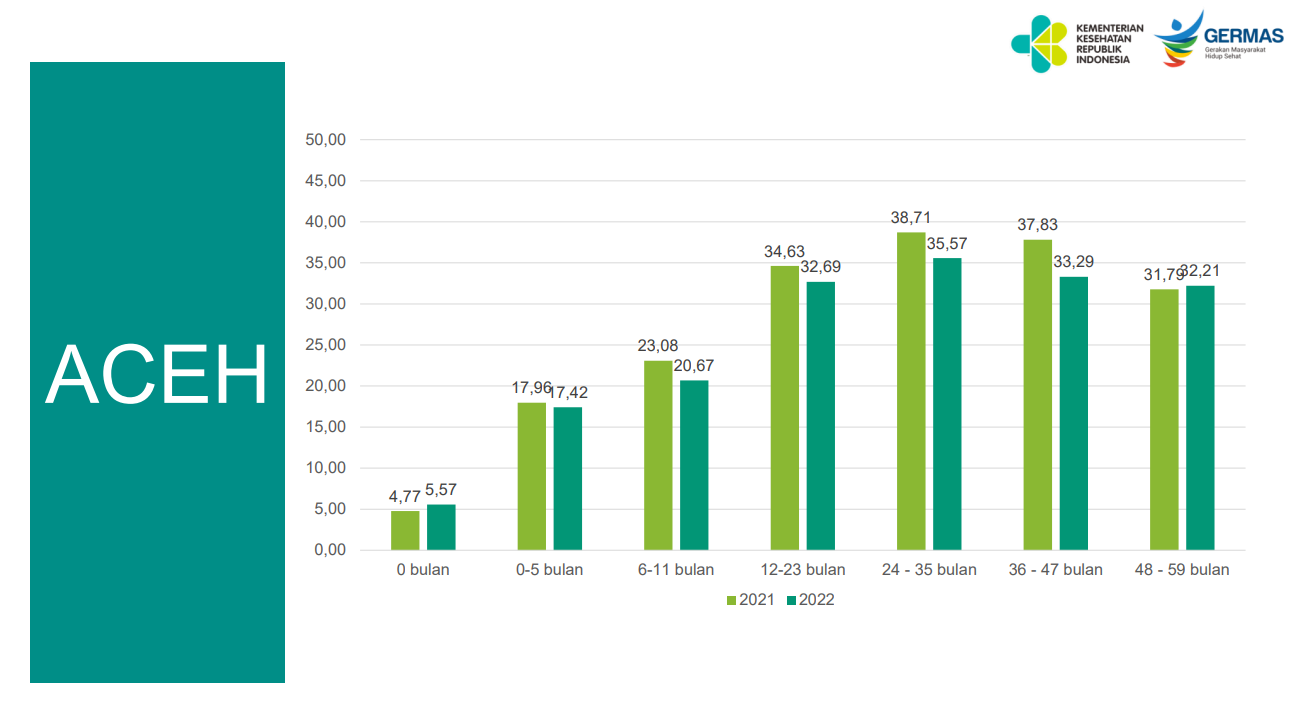 KEMENTERIAN
KESEHATAN
REPUBLIK
INDONESIA
GERMAS
Gerakan Masyarakat
Hidup Sehat
ACEH
50,00
45,00
40,00
35,00
30,00
25,00
20,00
15,00
10,00
5,00
0,00
4,77 5,57
17,96 17,42
23,08 20,67
34,63 32,69
38,71 35,57
37,83 33,29
31,79 32,21
0 bulan 0-5 bulan 6-11 bulan 12-23 bulan 24 - 35 bulan 36 - 47 bulan 48 - 59 bulan
2021 2022